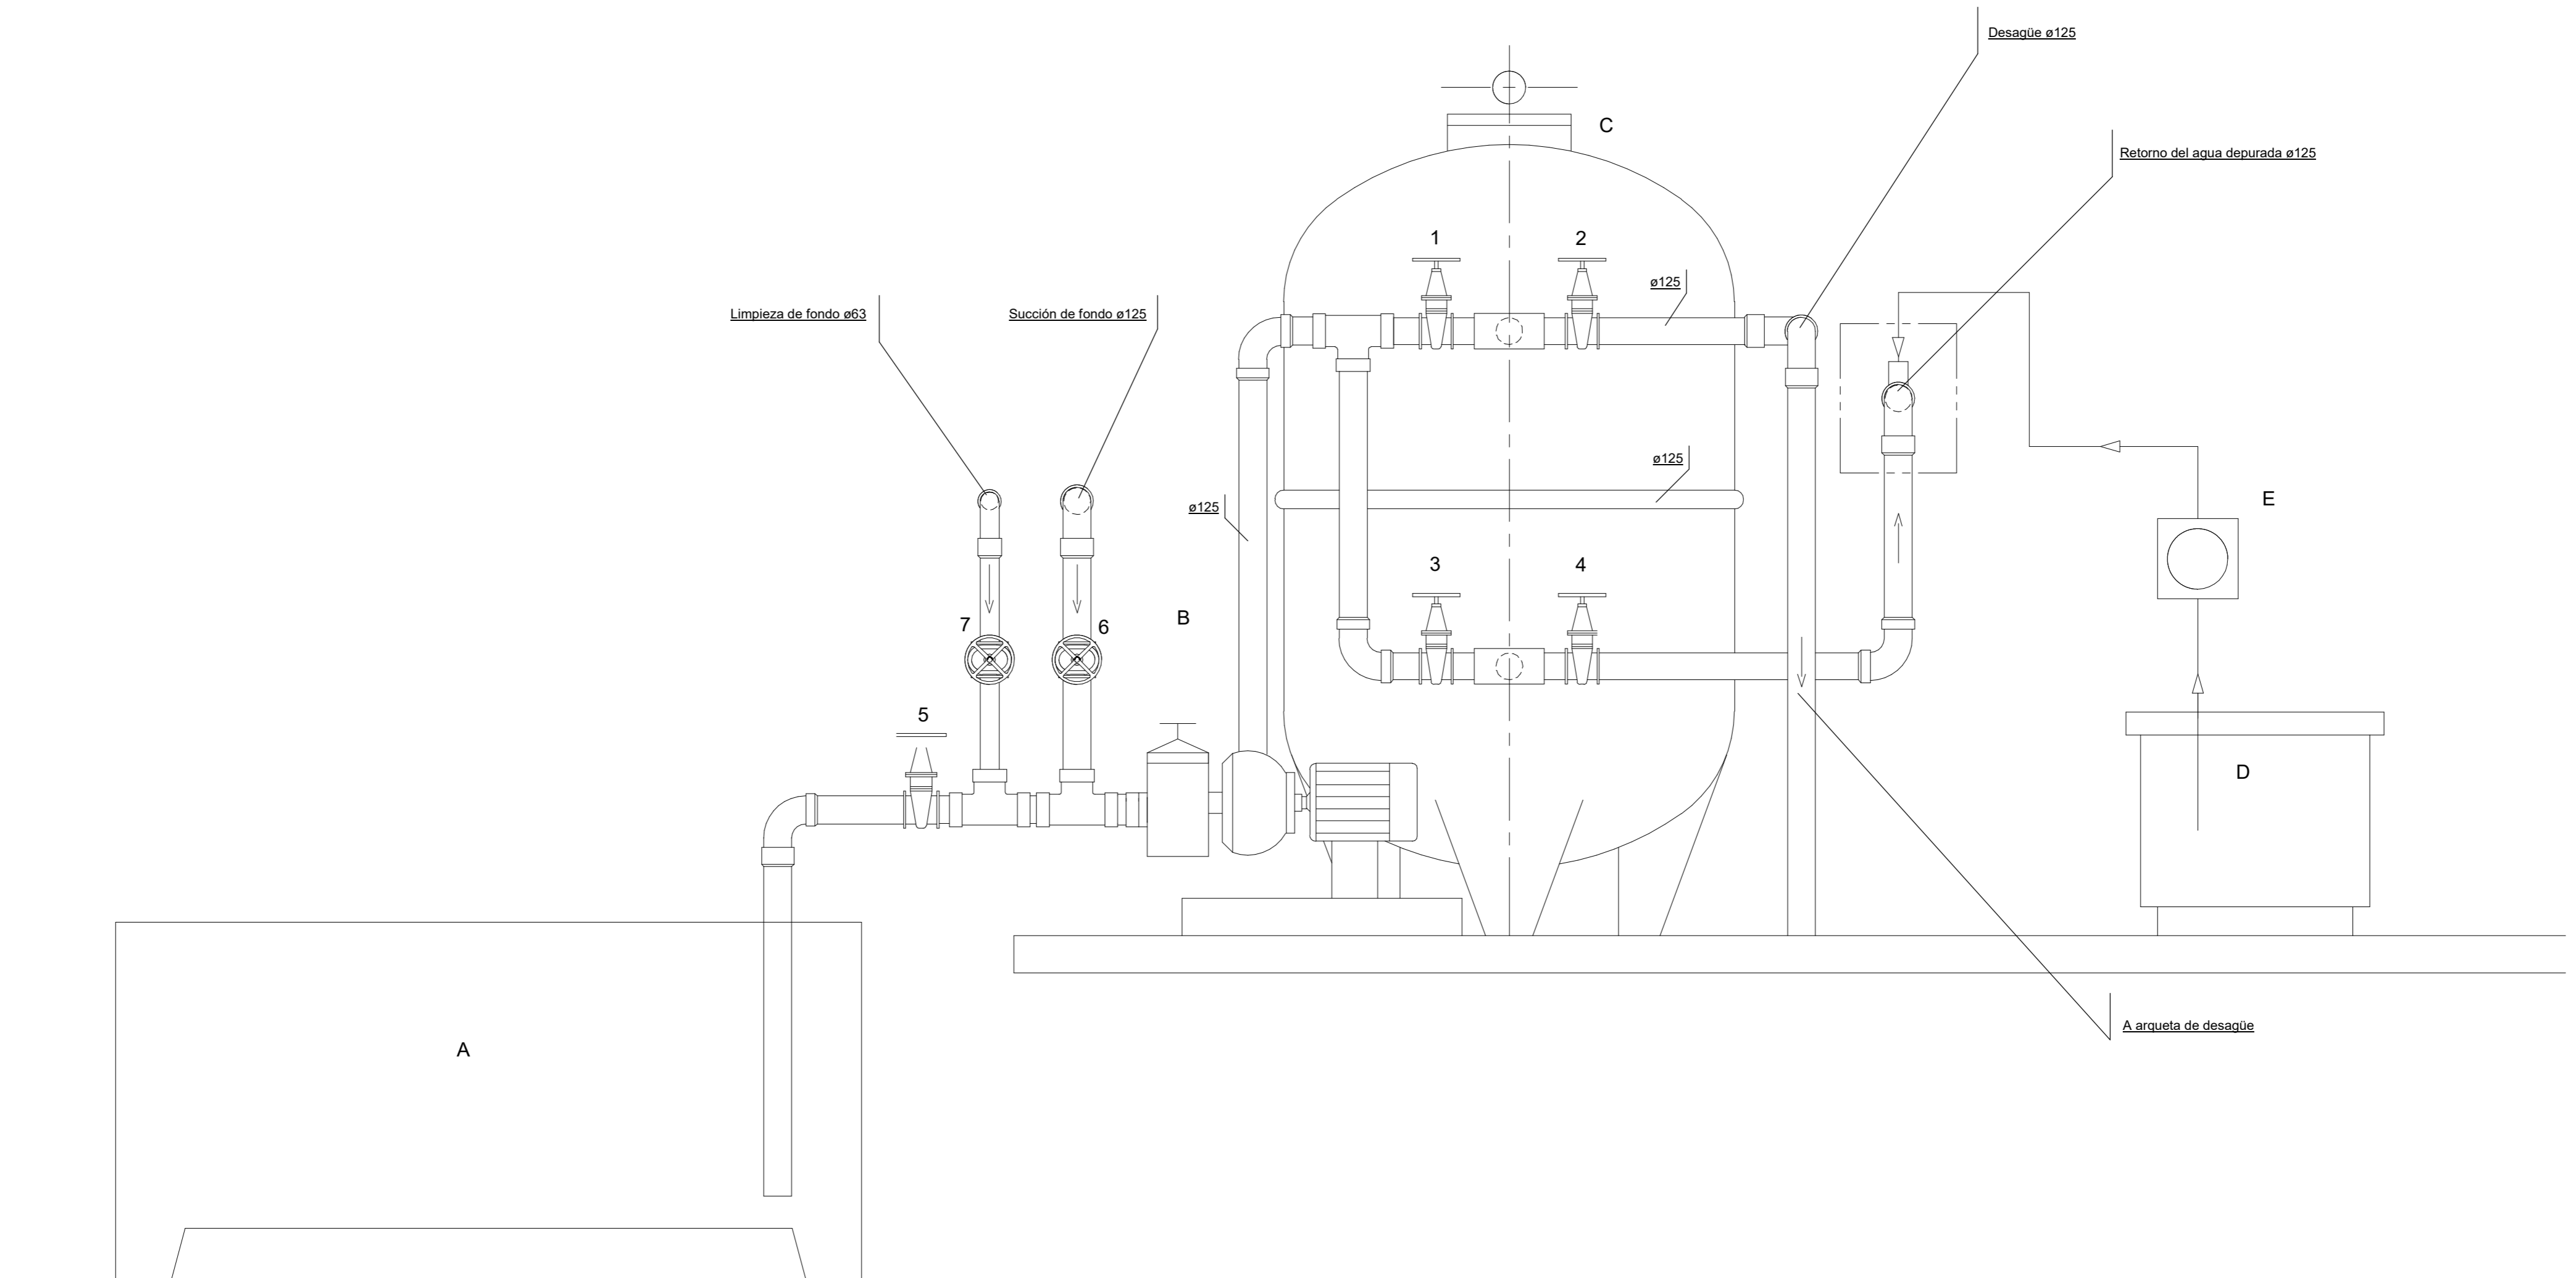 Desagüe ø125
C
Retorno del agua depurada ø125
1
2
ø125
Limpieza de fondo ø63
Succión de fondo ø125
ø125
ø125
E
3
4
7
6
B
5
D
A arqueta de desagüe
A